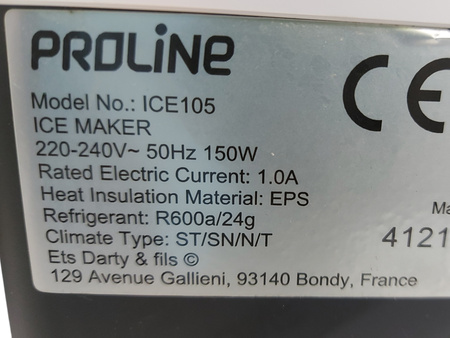 PROLiNE
Model No.: ICE105
ICE MAKER
220-240V~ 50Hz 150W
Rated Electric Current: 1.0A
Heat Insulation Material: EPS
Refrigerant: R600a/24g
Climate Type: ST/SN/N/T
Ets Darty & fils ©
129 Avenue Gallieni, 93140 Bondy, France
CE
Ma
4121